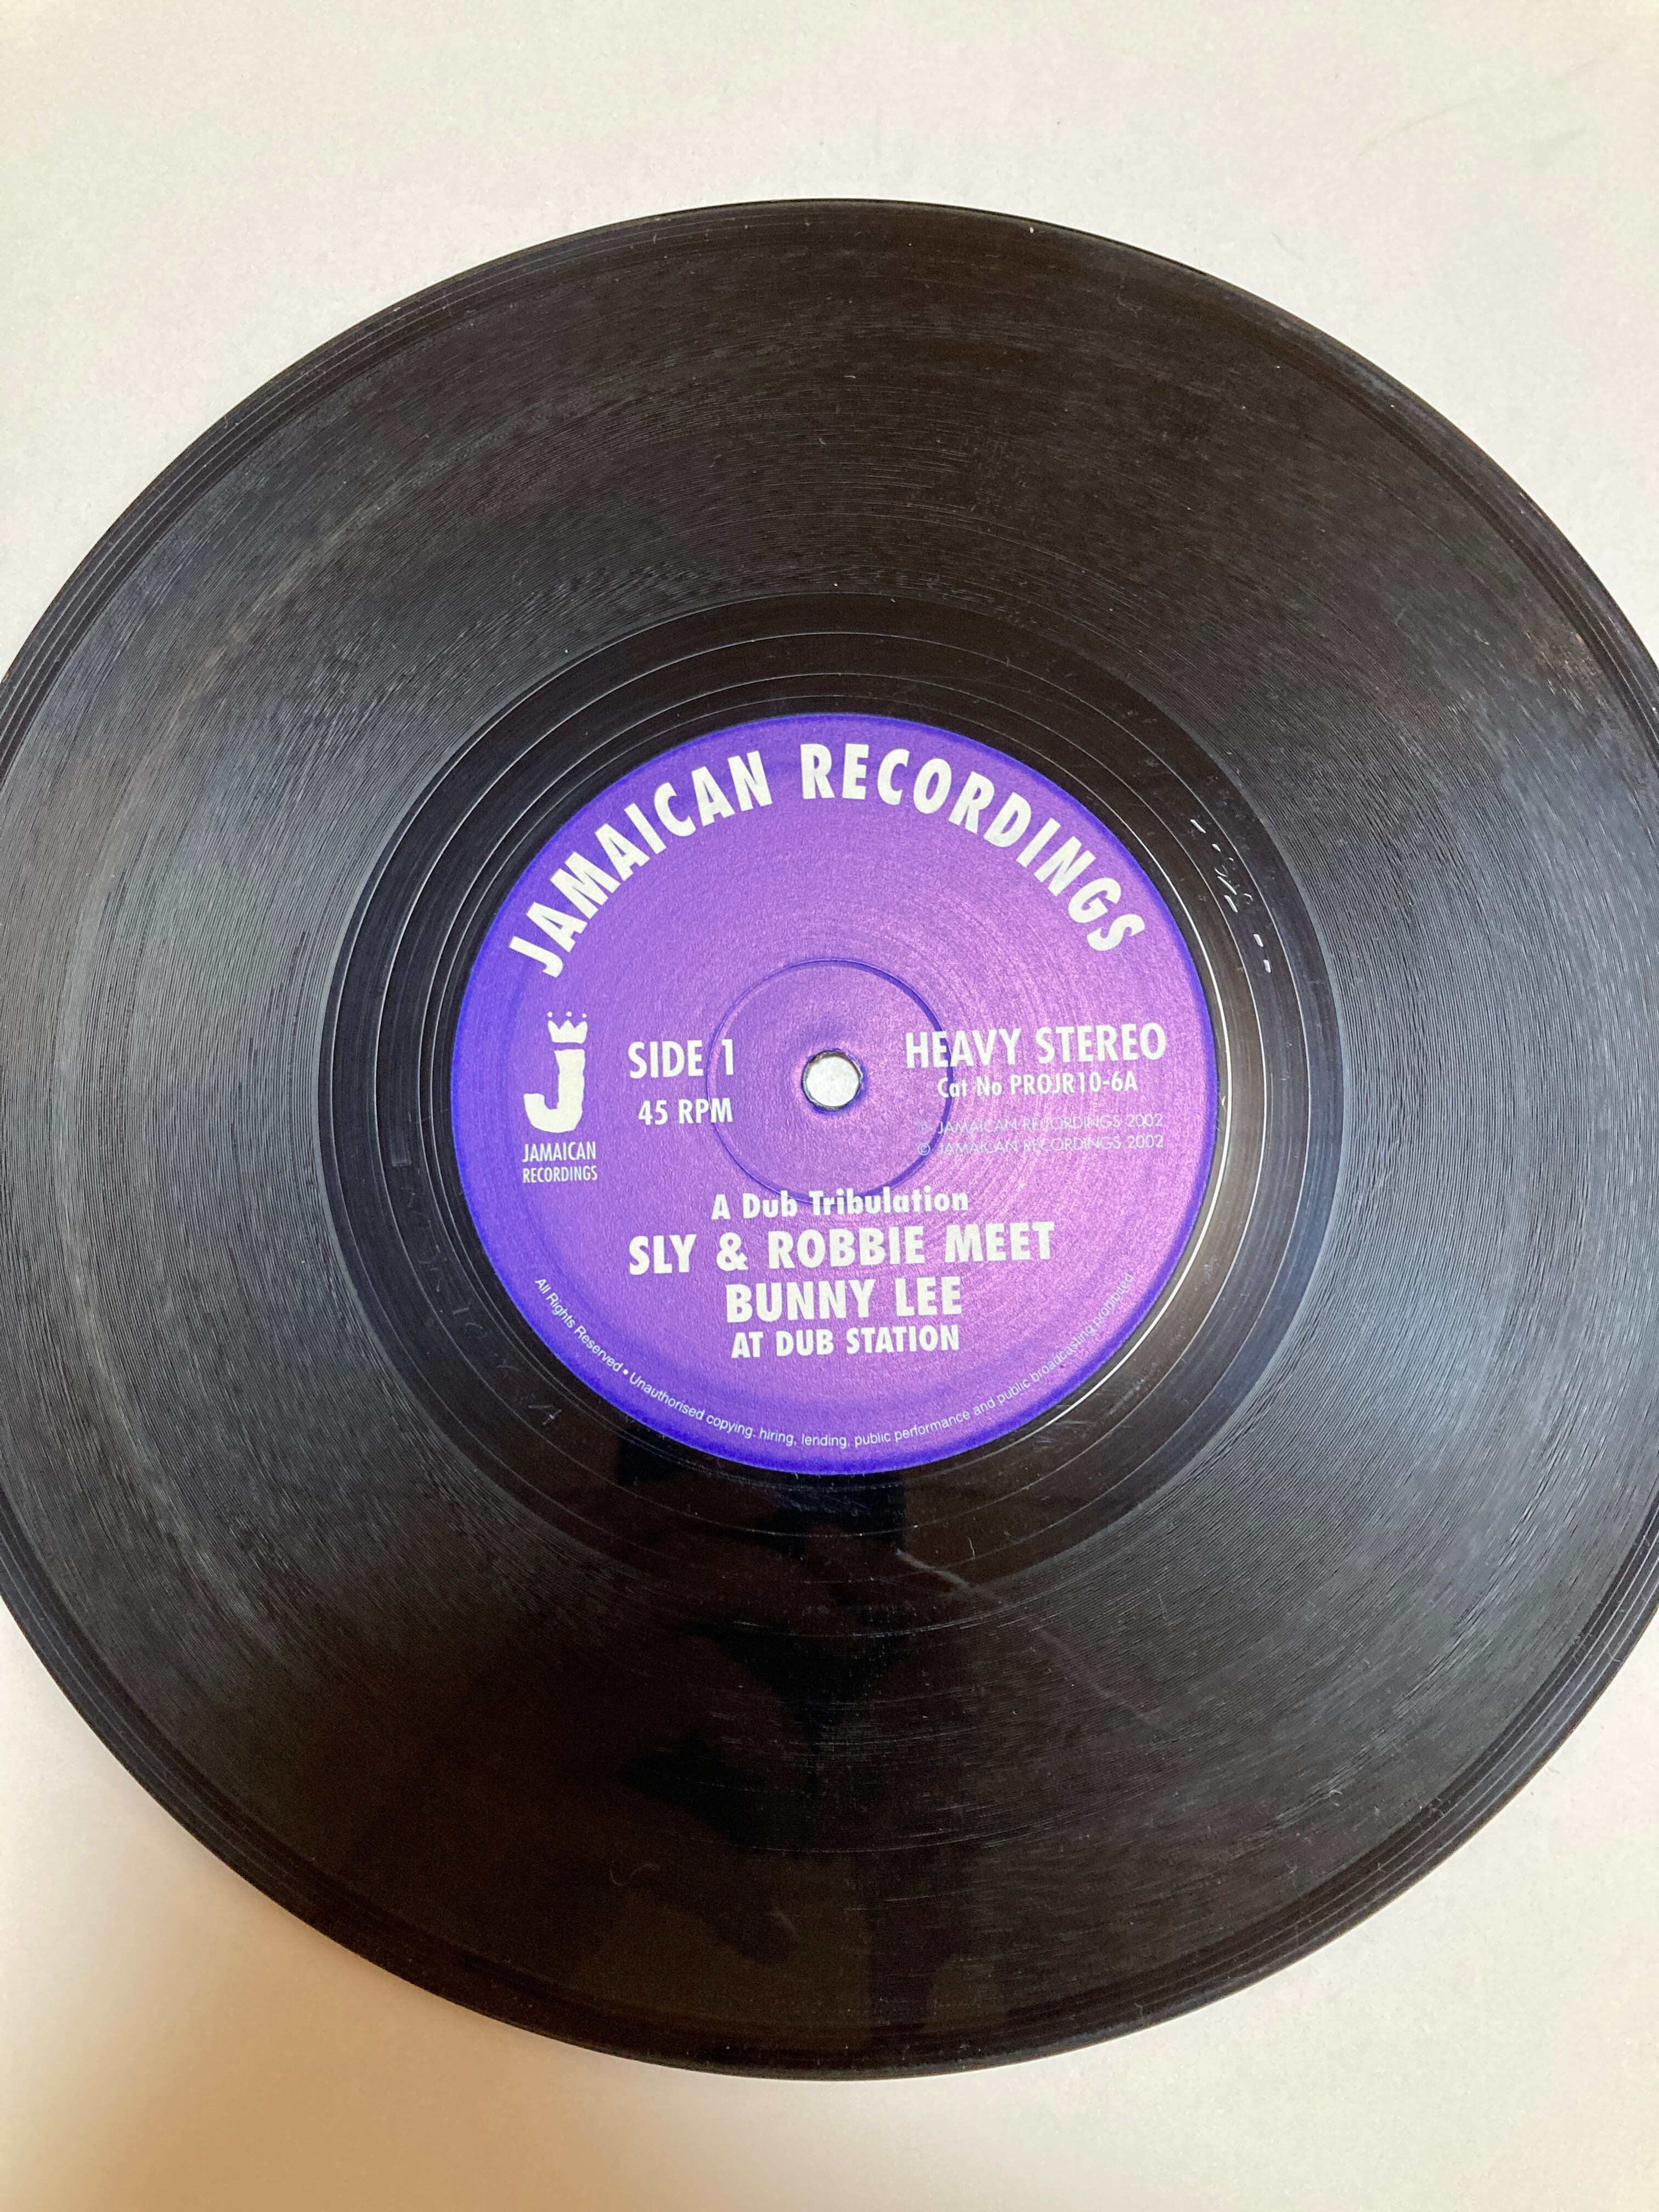 JAMAICAN RECORDINGS
J
JAMAICAN
RECORDINGS
SIDE 1
45 RPM
HEAVY STEREO
Cat No PROJR10-6A
℗ JAMAICAN RECORDINGS 2002
© JAMAICAN RECORDINGS 2002
A Dub Tribulation
SLY & ROBBIE MEET
BUNNY LEE
AT DUB STATION
All Rights Reserved • Unauthorised copying, hiring, lending, public performance and public broadcasting prohibited